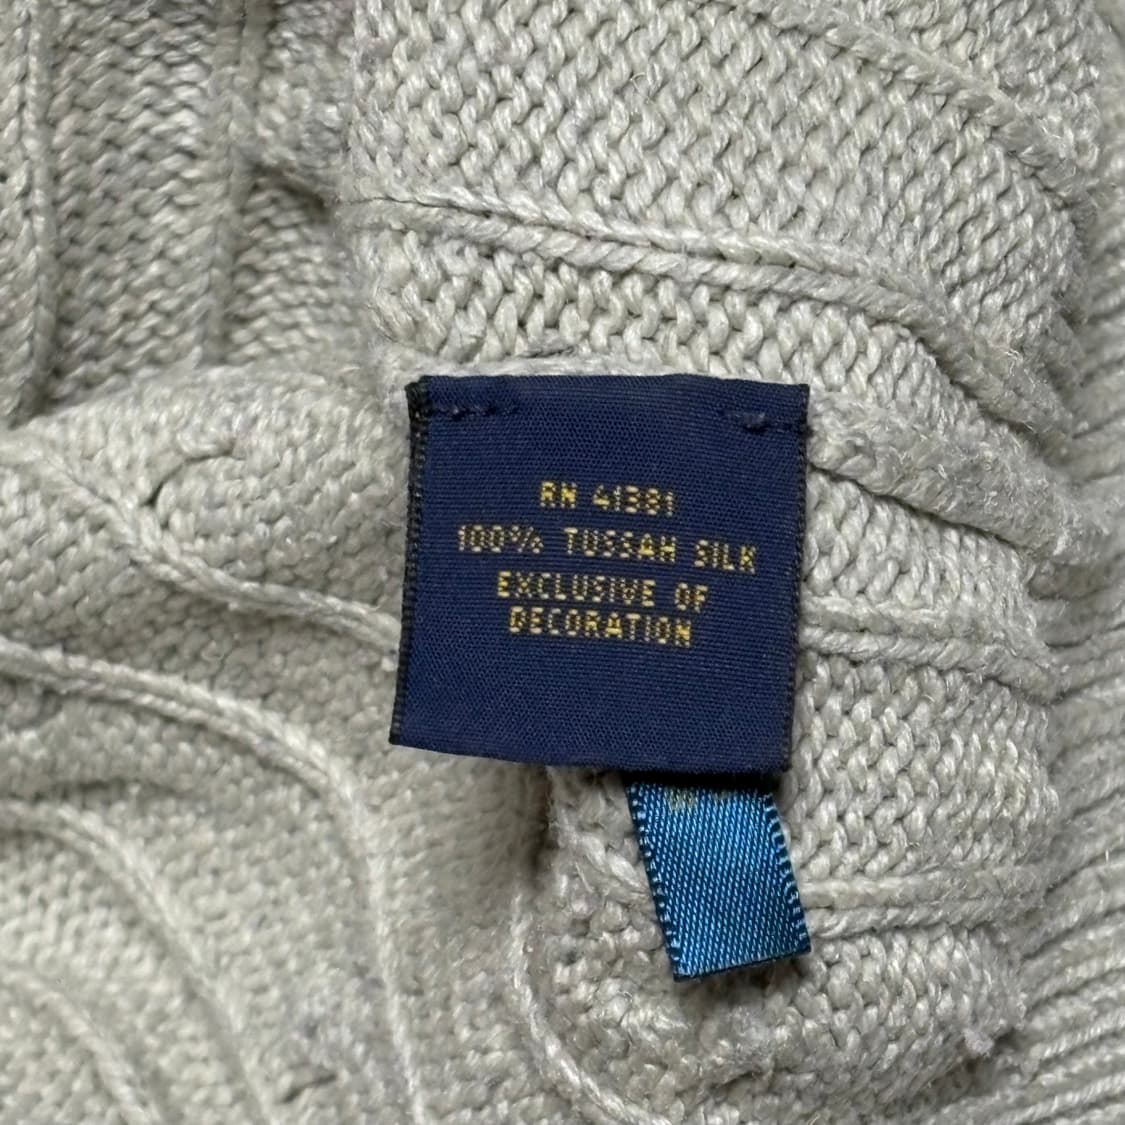 RN 41381
100% TUSSAH SILK
EXCLUSIVE OF
DECORATION